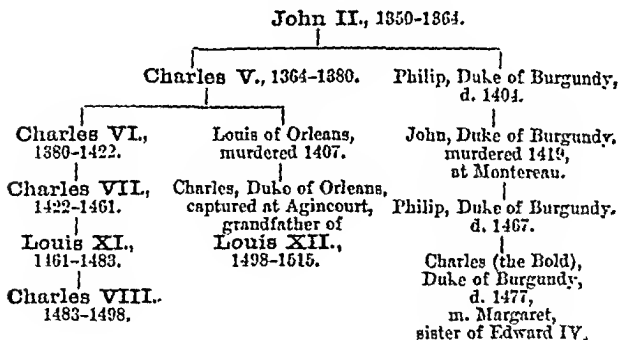 John II., 1350-1364.
Charles V., 1364-1380.
Philip, Duke of Burgundy,
d. 1404.
Charles VI.,
1380-1422.
Louis of Orleans,
murdered 1407.
John, Duke of Burgundy.
murdered 1419,
at Montereau.
Charles VII.,
1422-1461.
Charles, Duke of Orleans,
captured at Agincourt,
grandfather of
Louis XII.,
1498-1515.
Philip, Duke of Burgundy.
d. 1467.
Louis XI.,
1461-1483.
Charles VIII.
1483-1498.
Charles (the Bold),
Duke of Burgundy,
d. 1477,
m. Margaret,
sister of Edward IV.